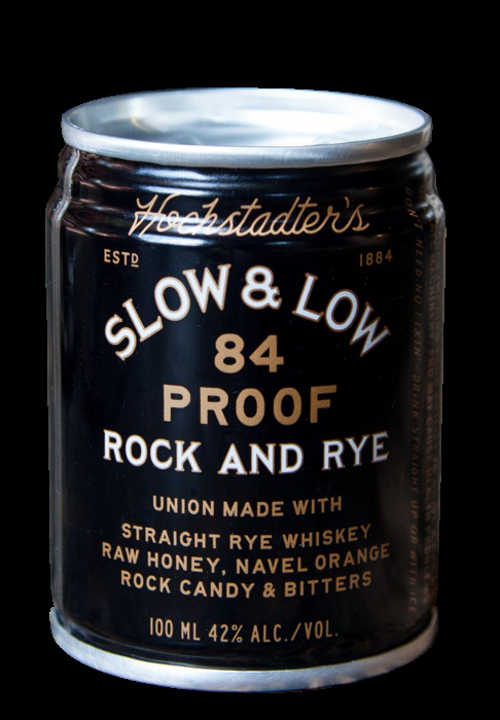 Hochstadter's
ESTD 1884
SLOW & LOW
84
PROOF
ROCK AND RYE
UNION MADE WITH
STRAIGHT RYE WHISKEY
RAW HONEY, NAVEL ORANGE
ROCK CANDY & BITTERS
100 ML 42% ALC./VOL.